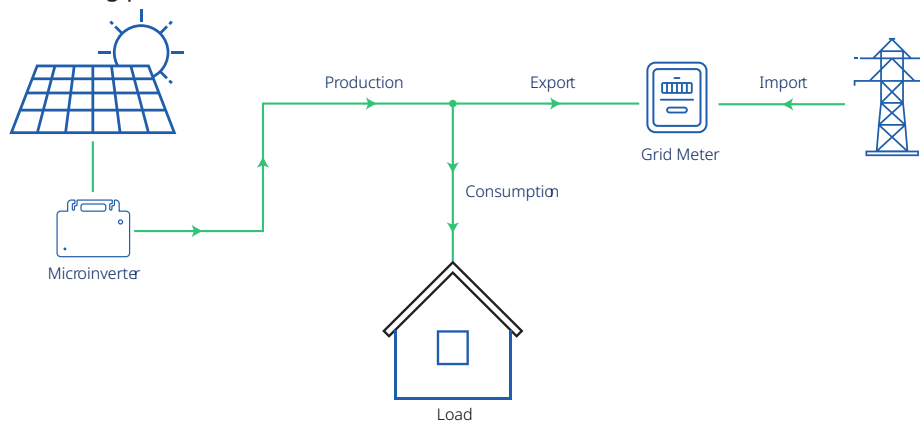 Production
Export
Import
Grid Meter
Consumption
Microinverter
Load